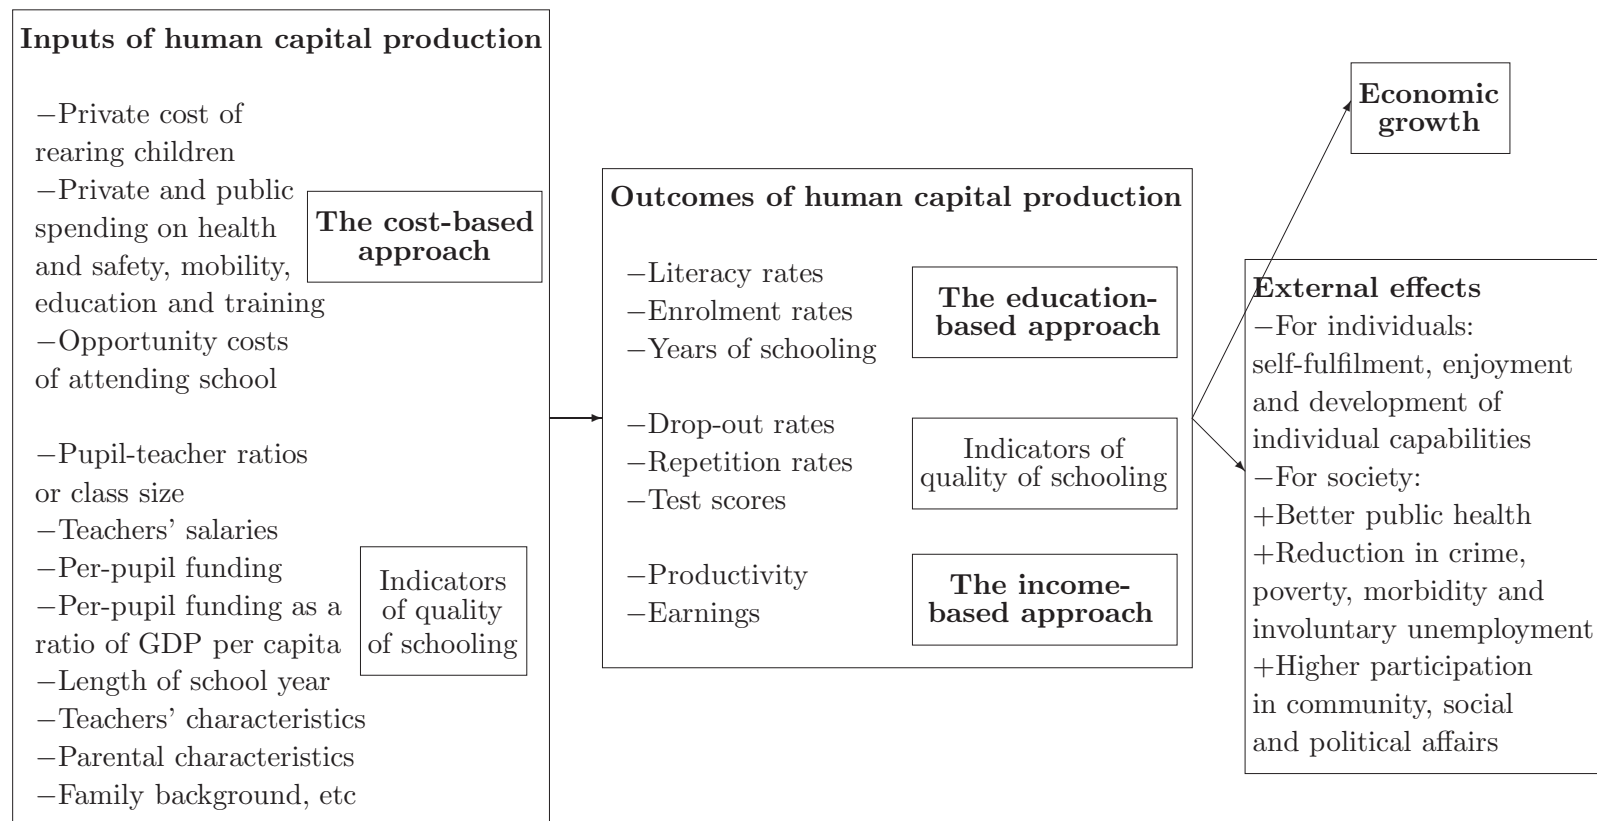 Inputs of human capital production
−Private cost of
rearing children
−Private and public
spending on health
and safety, mobility,
education and training
−Opportunity costs
of attending school
The cost-based
approach
−Pupil-teacher ratios
or class size
−Teachers' salaries
−Per-pupil funding
−Per-pupil funding as a
ratio of GDP per capita
−Length of school year
−Teachers' characteristics
−Parental characteristics
−Family background, etc
Indicators
of quality
of schooling
Outcomes of human capital production
−Literacy rates
−Enrolment rates
−Years of schooling
The education-
based approach
−Drop-out rates
−Repetition rates
−Test scores
Indicators of
quality of schooling
−Productivity
−Earnings
The income-
based approach
Economic
growth
External effects
−For individuals:
self-fulfilment, enjoyment
and development of
individual capabilities
−For society:
+Better public health
+Reduction in crime,
poverty, morbidity and
involuntary unemployment
+Higher participation
in community, social
and political affairs